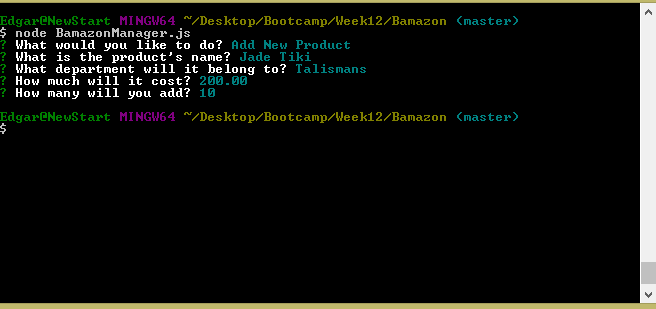 Edgar@NewStart MINGW64 ~/Desktop/Bootcamp/Week12/Bamazon (master)
$ node BamazonManager.js
? What would you like to do? Add New Product
? What is the product's name? Jade Tiki
? What department will it belong to? Talismans
? How much will it cost? 200.00
? How many will you add? 10
Edgar@NewStart MINGW64 ~/Desktop/Bootcamp/Week12/Bamazon (master)
$